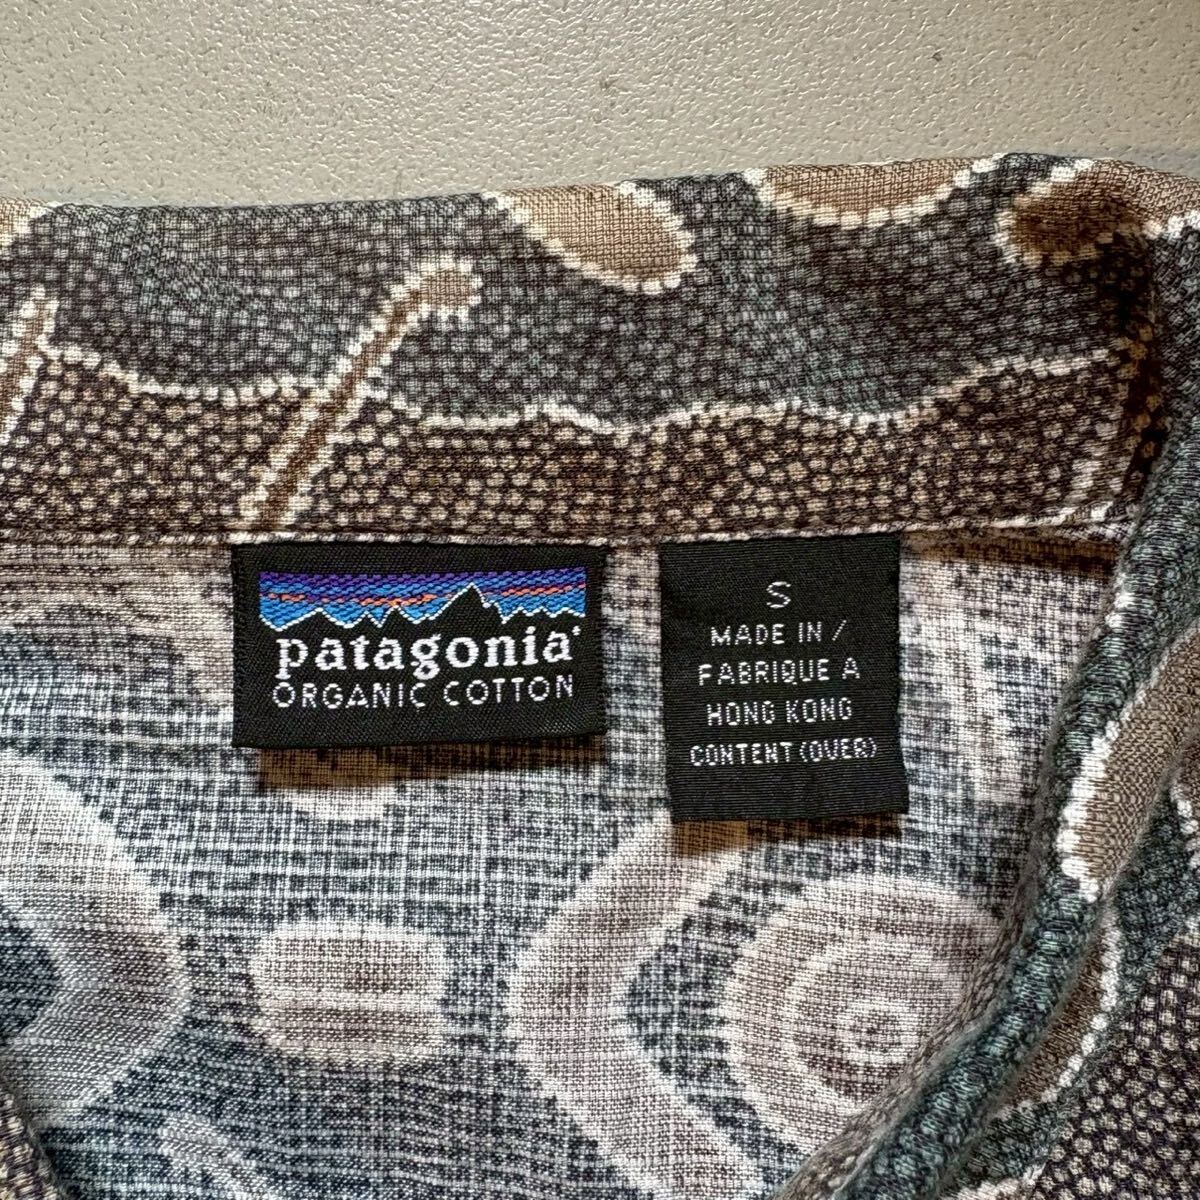 patagonia®
ORGANIC COTTON
S
MADE IN /
FABRIQUE A
HONG KONG
CONTENT (OVER)